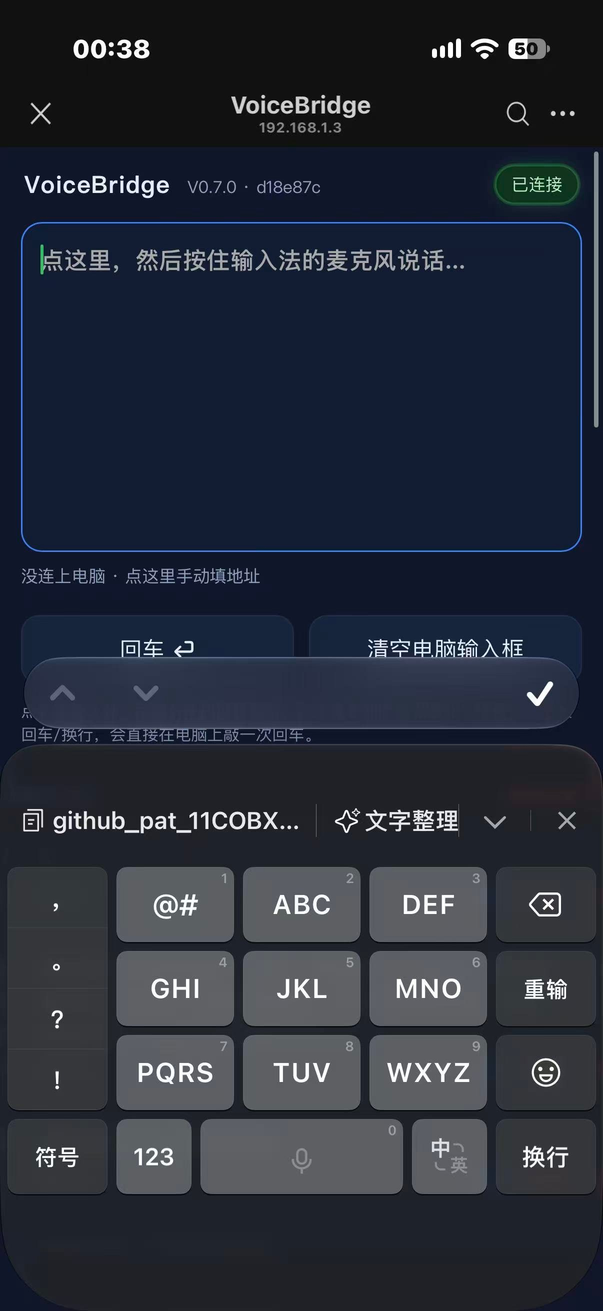 00:38
50
VoiceBridge
192.168.1.3
VoiceBridge V0.7.0 · d18e87c 已连接
点这里，然后按住输入法的麦克风说话...
没连上电脑 · 点这里手动填地址
回车 清空电脑输入框
回车/换行，会直接在电脑上敲一次回车。
github_pat_11COBX... 文字整理
， @# 1 ABC 2 DEF 3
。 GHI 4 JKL 5 MNO 6 重输
? PQRS 7 TUV 8 WXYZ 9
!
符号 123 0 中 英 换行